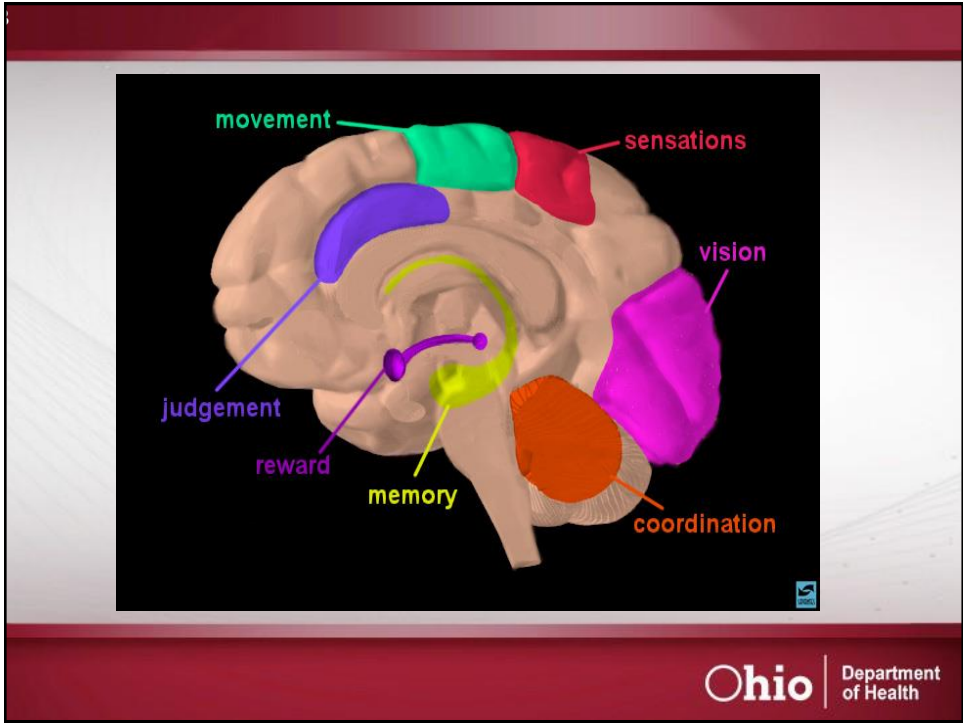 movement
sensations
vision
judgement
reward
memory
coordination
Ohio
Department
of Health